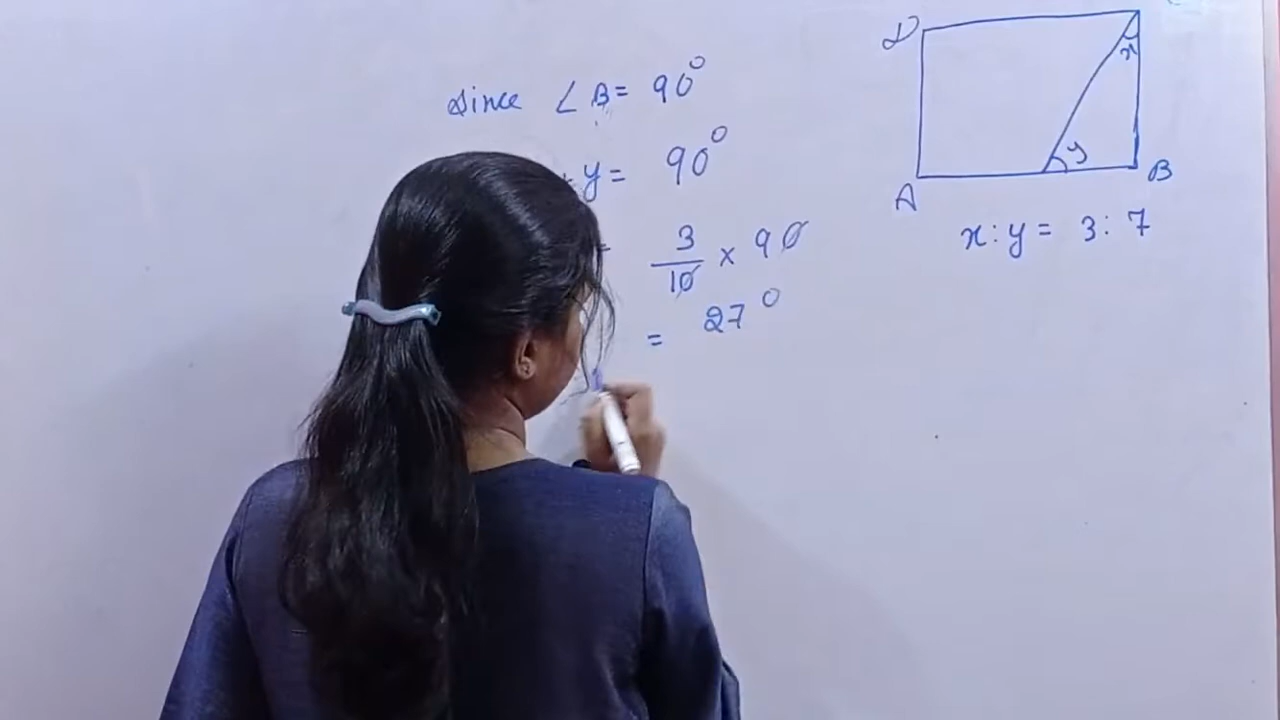 Since ∠B = 90°
y = 90°
= 3/10 × 90
= 27°
D
x
y
A
B
x : y = 3 : 7